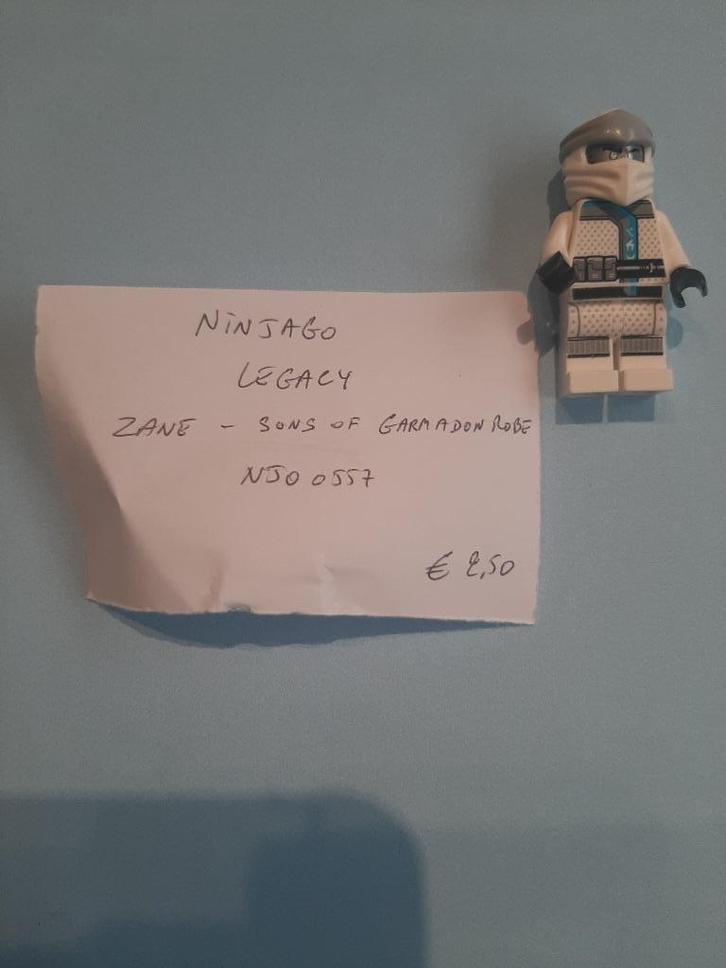 NINJAGO
LEGACY
ZANE - SONS OF GARMADON ROBE
NJO 0557
€ 2,50